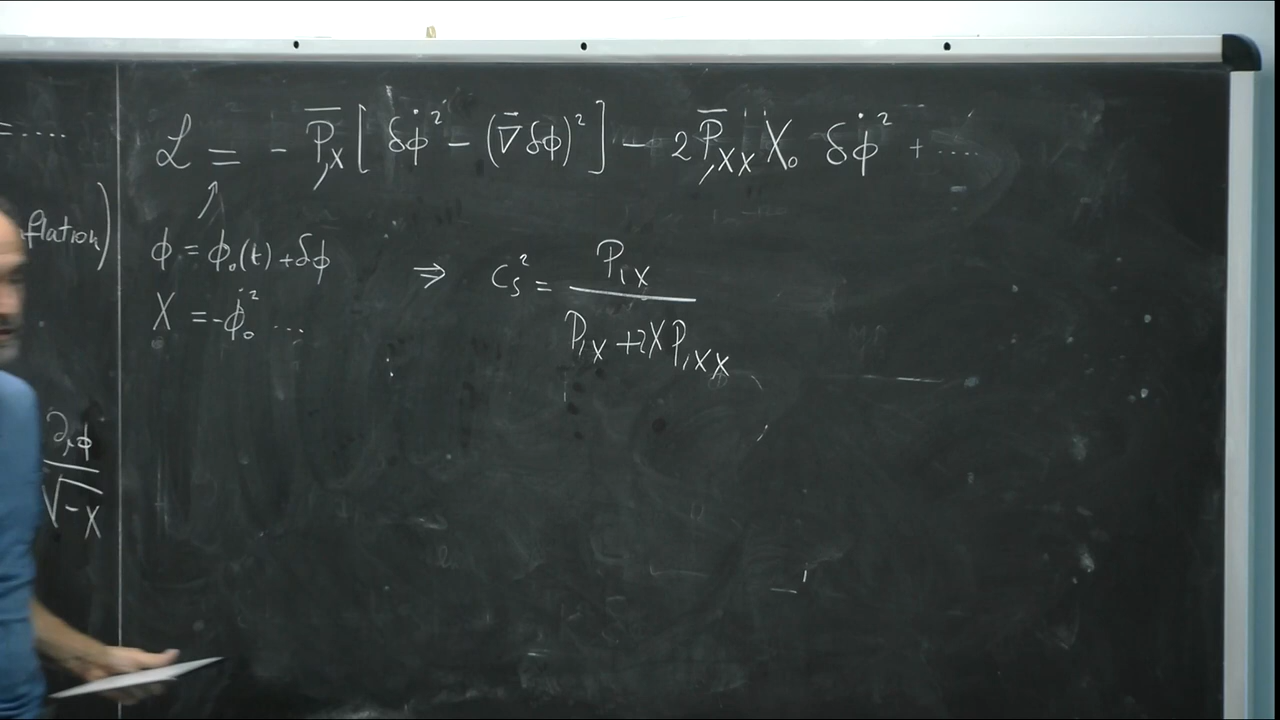 = ....
flation)
∂μϕ / √-X
ℒ = - P̄,X [ δϕ̇² - (∇̄δϕ)² ] - 2 P̄,XX X₀ δϕ̇² + ....
ϕ = ϕ₀(t) + δϕ
X = -ϕ̇₀² ...
⇒ cₛ² = P,X / P,X + 2X P,XX